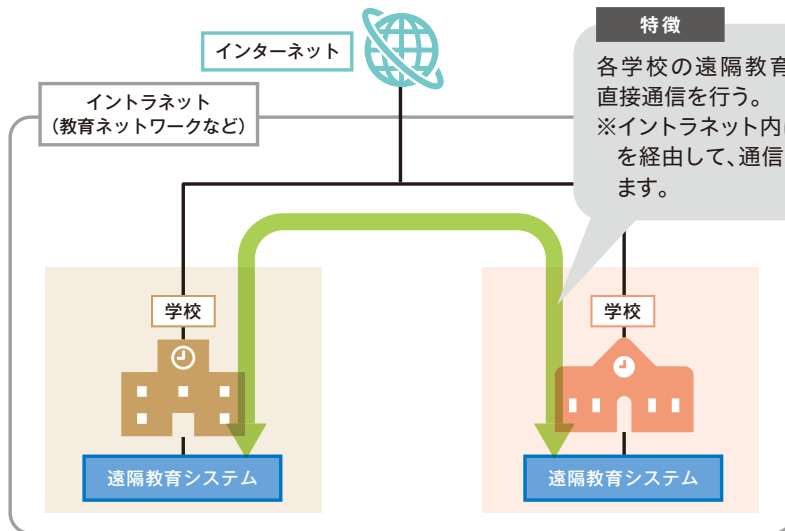 インターネット
特徴
各学校の遠隔教育
直接通信を行う。
※イントラネット内に
を経由して、通信
ます。
イントラネット
(教育ネットワークなど)
学校
学校
遠隔教育システム
遠隔教育システム